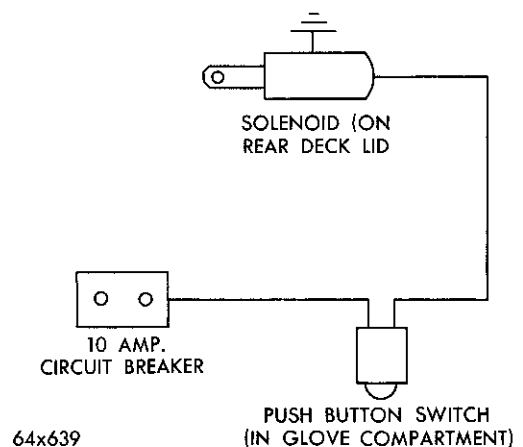 SOLENOID (ON
REAR DECK LID
10 AMP.
CIRCUIT BREAKER
PUSH BUTTON SWITCH
(IN GLOVE COMPARTMENT)
64x639